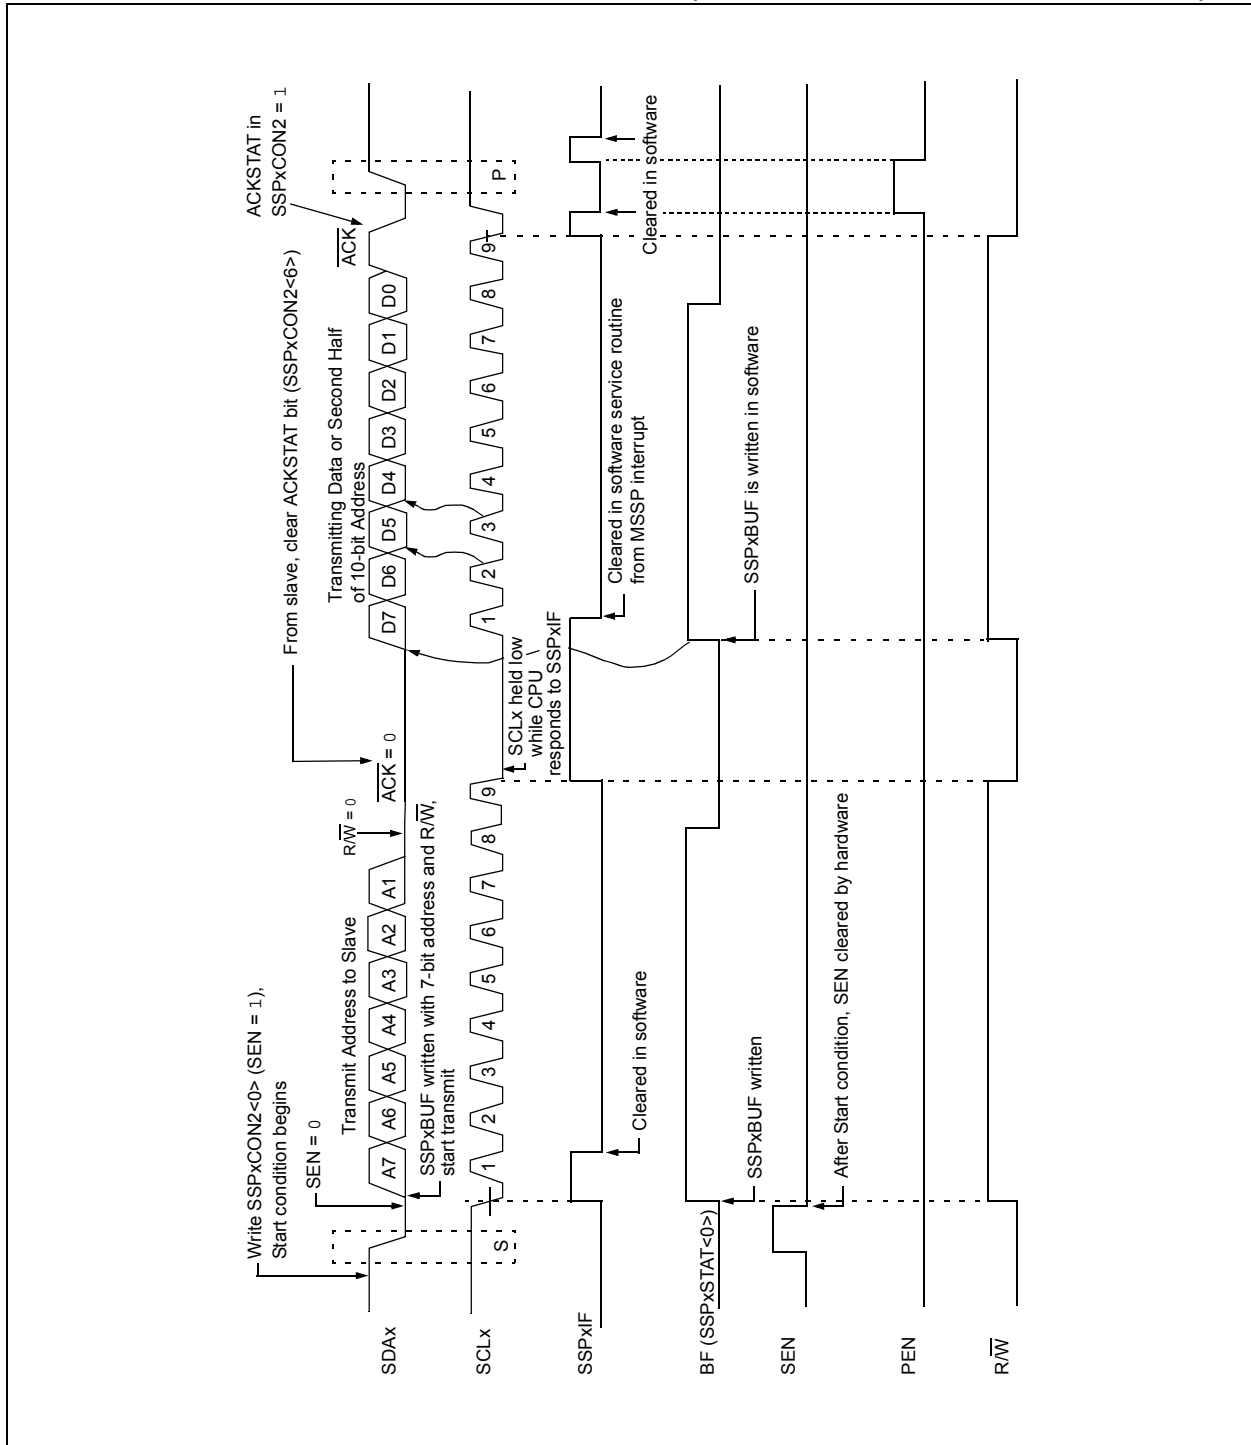 Write SSPxCON2<0> (SEN = 1),
Start condition begins
SEN = 0
Transmit Address to Slave
R/W = 0
From slave, clear ACKSTAT bit (SSPxCON2<6>)
ACK = 0
Transmitting Data or Second Half
of 10-bit Address
ACK
ACKSTAT in
SSPxCON2 = 1
SDAx
A7 A6 A5 A4 A3 A2 A1
D7 D6 D5 D4 D3 D2 D1 D0
SSPxBUF written with 7-bit address and R/W,
start transmit
SCLx
S
1 2 3 4 5 6 7 8 9
1 2 3 4 5 6 7 8 9
P
SCLx held low
while CPU
responds to SSPxIF
SSPxIF
Cleared in software
Cleared in software service routine
from MSSP interrupt
Cleared in software
Cleared in software
BF (SSPxSTAT<0>)
SSPxBUF written
SSPxBUF is written in software
SEN
After Start condition, SEN cleared by hardware
PEN
R/W